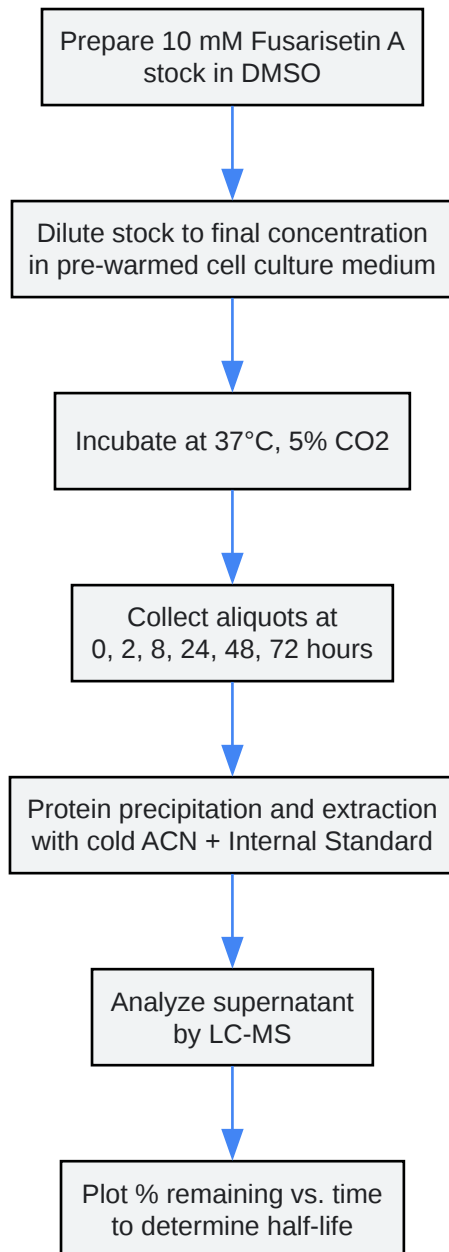 Prepare 10 mM Fusarisetin A
stock in DMSO
Dilute stock to final concentration
in pre-warmed cell culture medium
Incubate at 37°C, 5% CO2
Collect aliquots at
0, 2, 8, 24, 48, 72 hours
Protein precipitation and extraction
with cold ACN + Internal Standard
Analyze supernatant
by LC-MS
Plot % remaining vs. time
to determine half-life